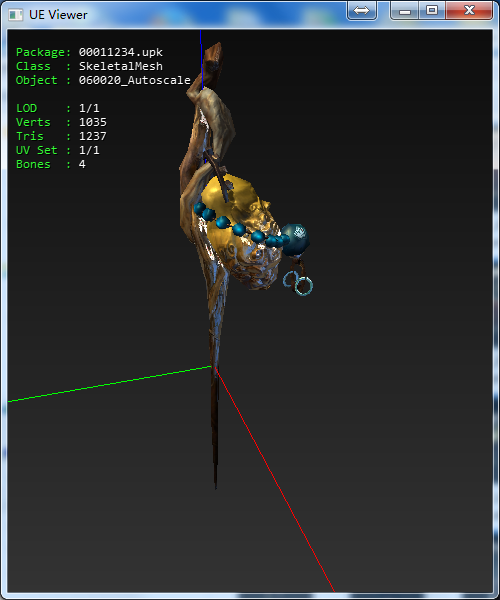 UE Viewer
Package: 00011234.upk
Class : SkeletalMesh
Object : 060020_Autoscale
LOD : 1/1
Verts : 1035
Tris : 1237
UV Set : 1/1
Bones : 4